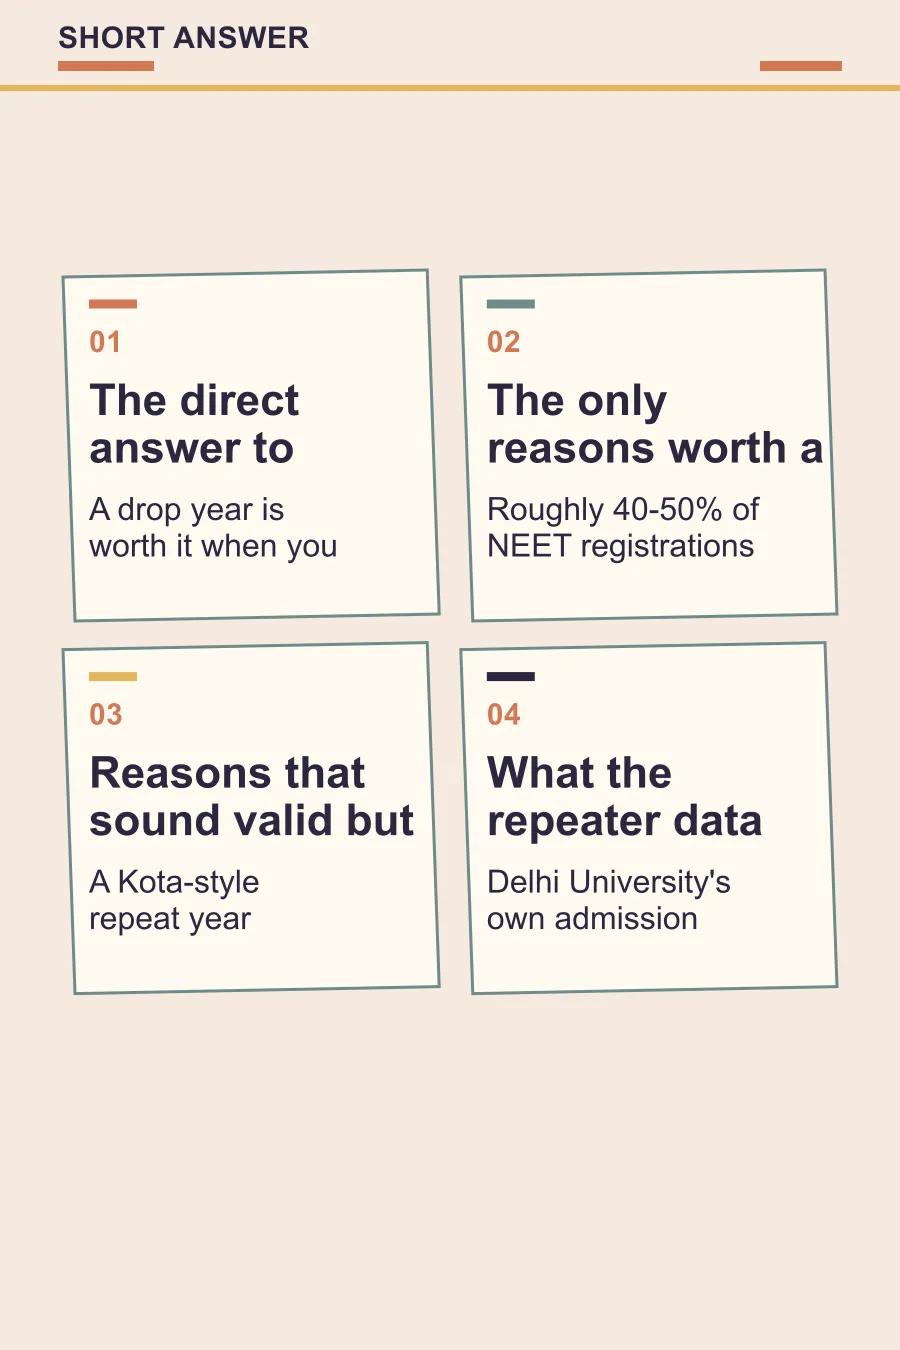 SHORT ANSWER
01
The direct
answer to
A drop year is
worth it when you
02
The only
reasons worth a
Roughly 40-50% of
NEET registrations
03
Reasons that
sound valid but
A Kota-style
repeat year
04
What the
repeater data
Delhi University's
own admission